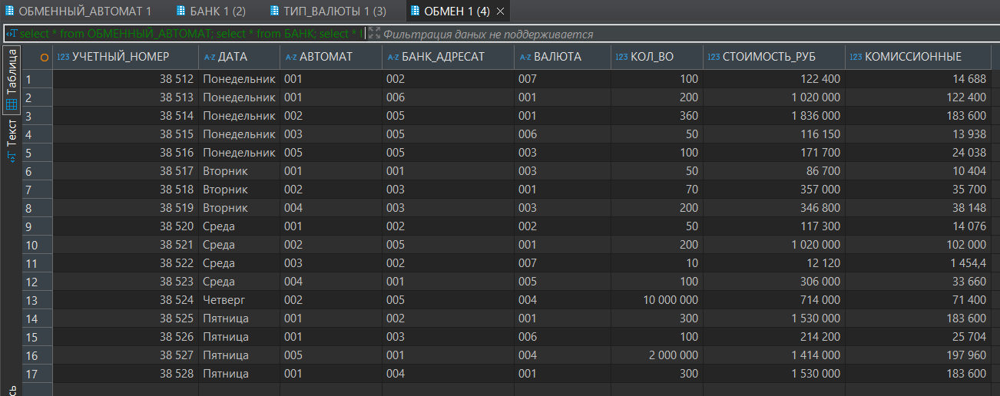 ОБМЕННЫЙ_АВТОМАТ 1 БАНК 1 (2) ТИП_ВАЛЮТЫ 1 (3) ОБМЕН 1 (4)
select * from ОБМЕННЫЙ_АВТОМАТ; select * from БАНК; select * Фильтрация даных не поддерживается
Таблица
Текст
123 УЧЕТНЫЙ_НОМЕР A-Z ДАТА A-Z АВТОМАТ A-Z БАНК_АДРЕСАТ A-Z ВАЛЮТА 123 КОЛ_ВО 123 СТОИМОСТЬ_РУБ 123 КОМИССИОННЫЕ
1 38 512 Понедельник 001 002 007 100 122 400 14 688
2 38 513 Понедельник 001 006 001 200 1 020 000 122 400
3 38 514 Понедельник 002 005 001 360 1 836 000 183 600
4 38 515 Понедельник 003 005 006 50 116 150 13 938
5 38 516 Понедельник 005 005 003 100 171 700 24 038
6 38 517 Вторник 001 001 003 50 86 700 10 404
7 38 518 Вторник 002 003 001 70 357 000 35 700
8 38 519 Вторник 004 003 003 200 346 800 38 148
9 38 520 Среда 001 002 002 50 117 300 14 076
10 38 521 Среда 002 005 001 200 1 020 000 102 000
11 38 522 Среда 003 002 007 10 12 120 1 454,4
12 38 523 Среда 004 001 005 100 306 000 33 660
13 38 524 Четверг 002 005 004 10 000 000 714 000 71 400
14 38 525 Пятница 001 002 001 300 1 530 000 183 600
15 38 526 Пятница 001 003 006 100 214 200 25 704
16 38 527 Пятница 005 001 004 2 000 000 1 414 000 197 960
17 38 528 Пятница 001 004 001 300 1 530 000 183 600